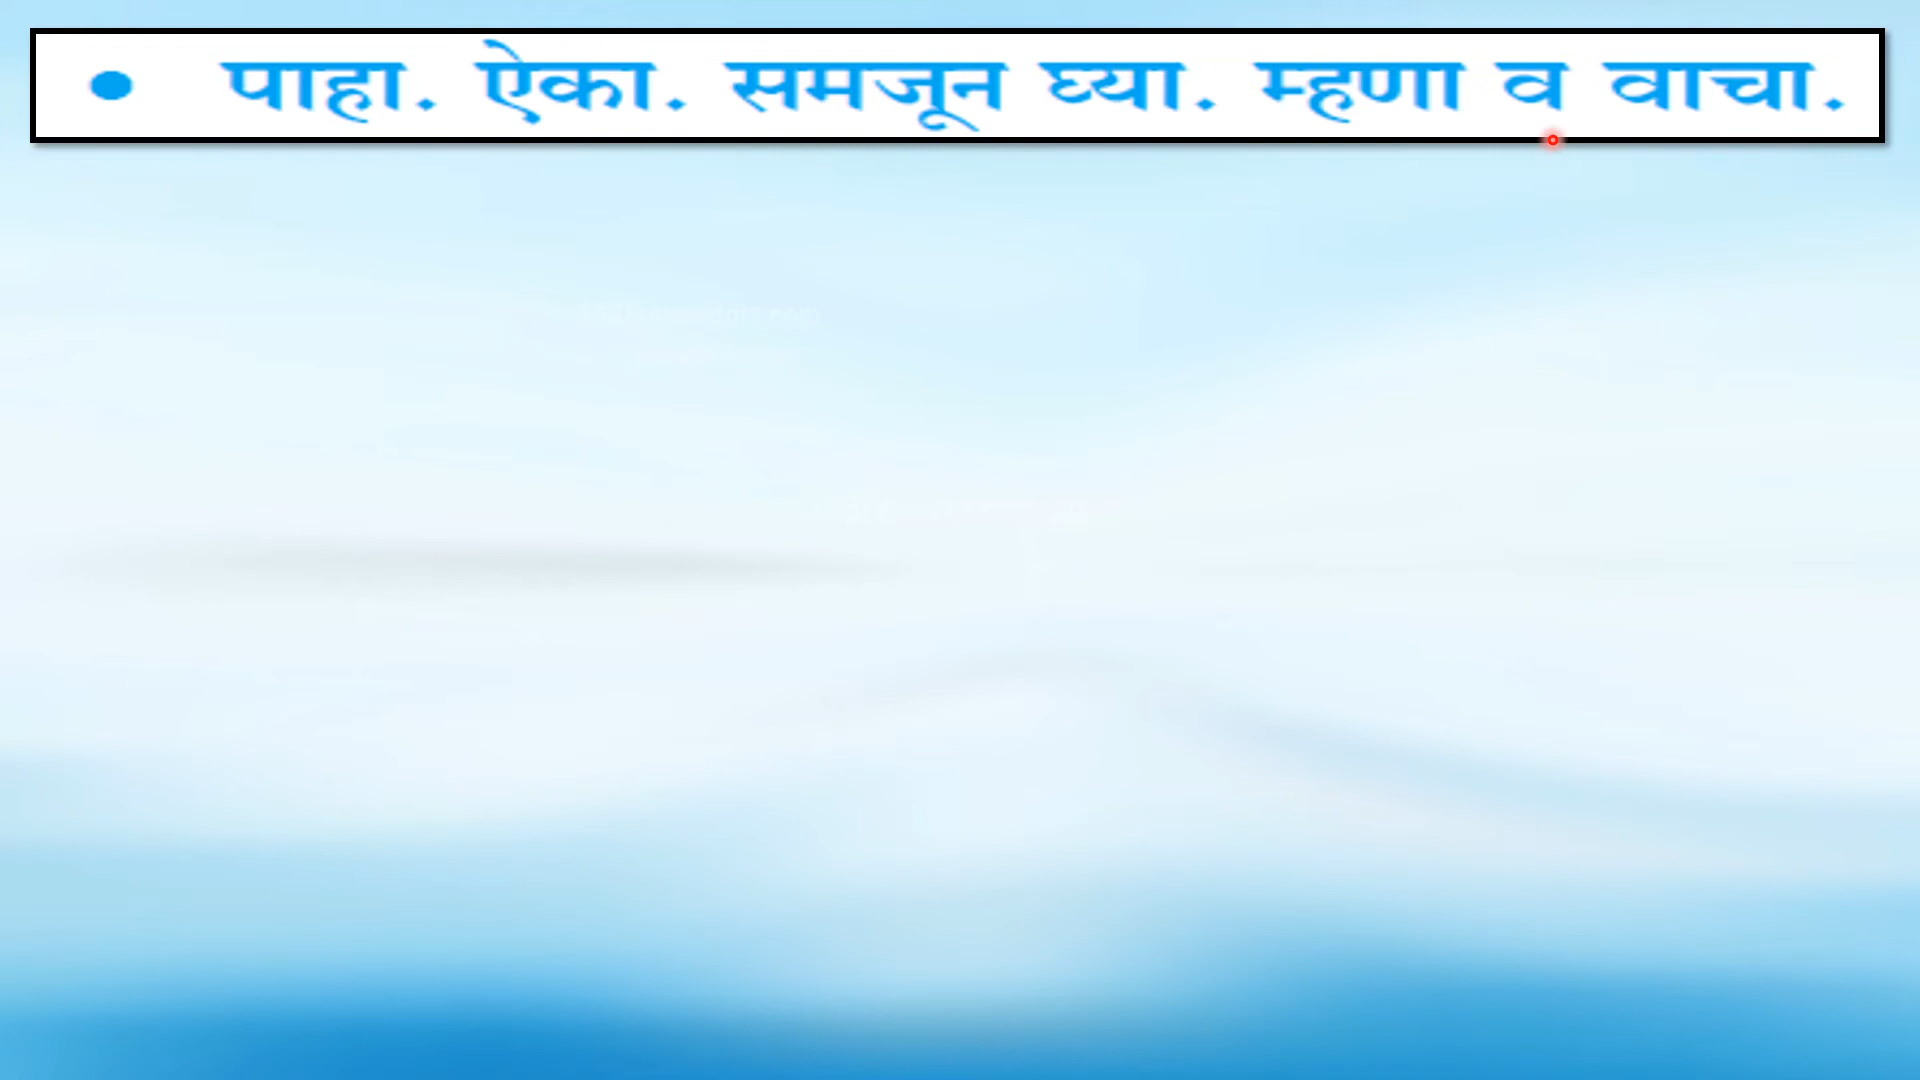 • पाहा. ऐका. समजून घ्या. म्हणा व वाचा.